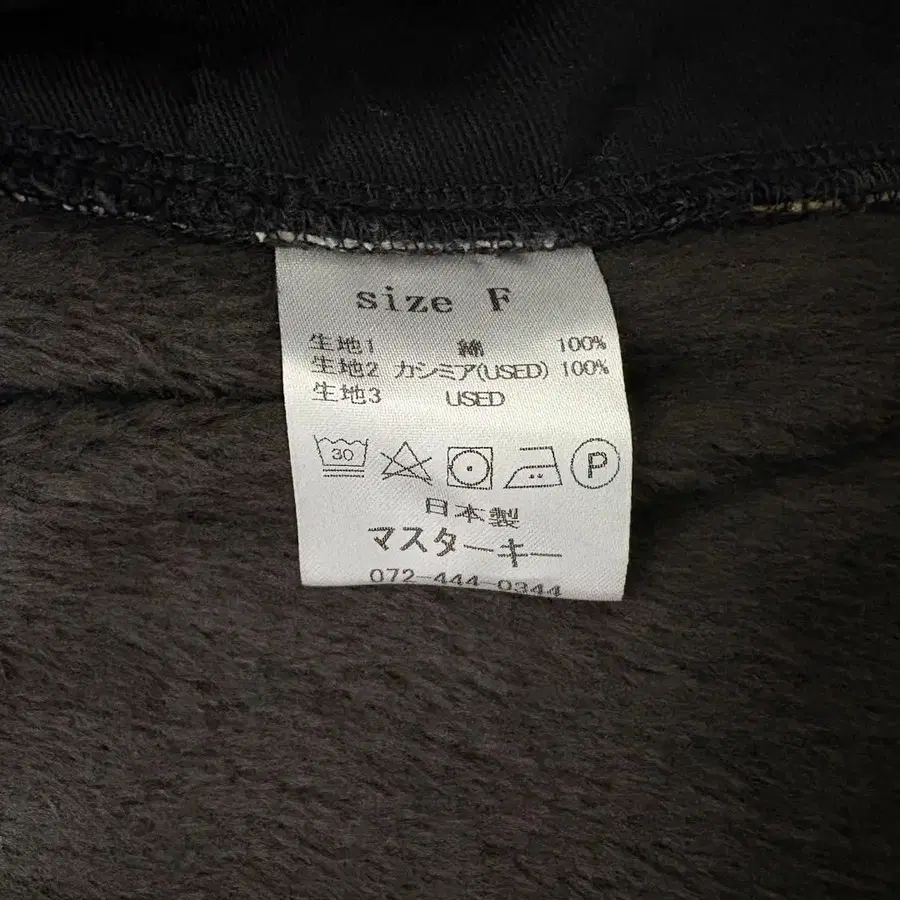 size F
生地1 綿 100%
生地2 カシミア(USED) 100%
生地3 USED
30 P
日本製
マスターキー
072-444-0344